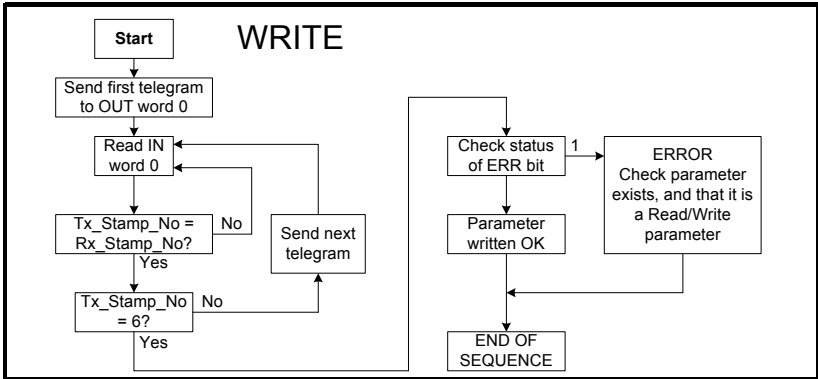 WRITE
Start
Send first telegram
to OUT word 0
Read IN
word 0
Tx_Stamp_No =
Rx_Stamp_No?
No
Yes
Send next
telegram
Tx_Stamp_No
= 6?
No
Yes
Check status
of ERR bit
1
ERROR
Check parameter
exists, and that it is
a Read/Write
parameter
Parameter
written OK
END OF
SEQUENCE